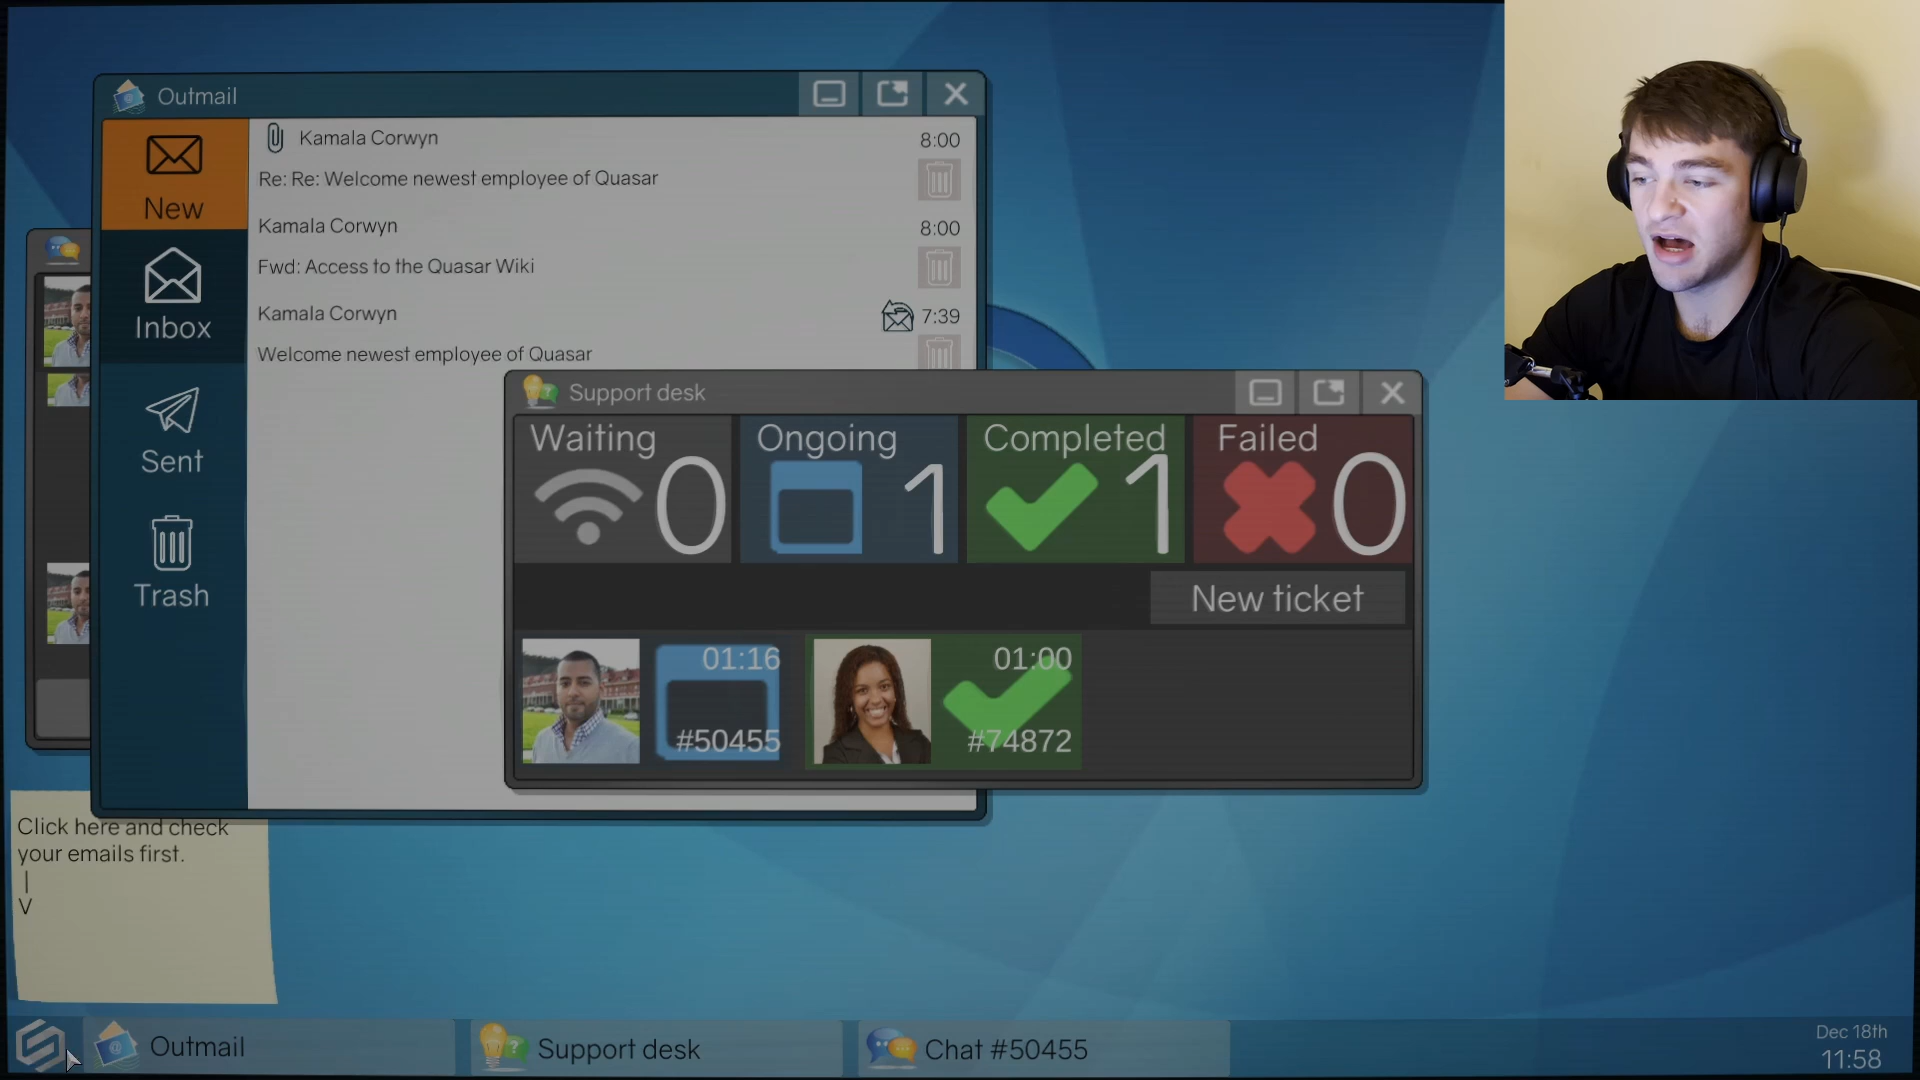 Outmail
New
Inbox
Sent
Trash
Kamala Corwyn
8:00
Re: Re: Welcome newest employee of Quasar
Kamala Corwyn
8:00
Fwd: Access to the Quasar Wiki
Kamala Corwyn
7:39
Welcome newest employee of Quasar
Support desk
Waiting
0
Ongoing
1
Completed
1
Failed
0
New ticket
01:16
#50455
01:00
#74872
Click here and check
your emails first.
|
V
Outmail
Support desk
Chat #50455
Dec 18th
11:58